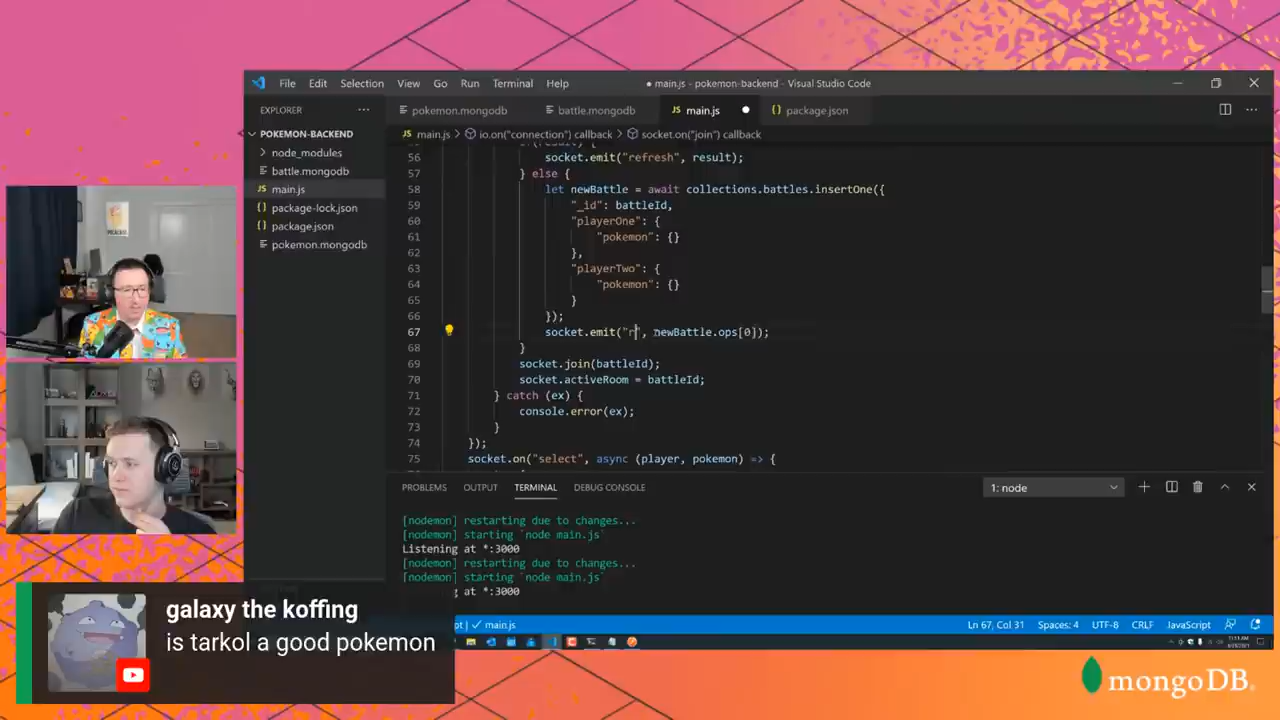 File Edit Selection View Go Run Terminal Help
● main.js - pokemon-backend - Visual Studio Code
EXPLORER
POKEMON-BACKEND
node_modules
battle.mongodb
JS main.js
{} package-lock.json
{} package.json
pokemon.mongodb
pokemon.mongodb battle.mongodb JS main.js ● {} package.json
JS main.js > io.on("connection") callback > socket.on("join") callback
56 socket.emit("refresh", result);
57 } else {
58 let newBattle = await collections.battles.insertOne({
59 "_id": battleId,
60 "playerOne": {
61 "pokemon": {}
62 },
63 "playerTwo": {
64 "pokemon": {}
65 }
66 });
67 socket.emit("r", newBattle.ops[0]);
68 }
69 socket.join(battleId);
70 socket.activeRoom = battleId;
71 } catch (ex) {
72 console.error(ex);
73 }
74 });
75 socket.on("select", async (player, pokemon) => {
PROBLEMS OUTPUT TERMINAL DEBUG CONSOLE
1: node
[nodemon] restarting due to changes...
[nodemon] starting `node main.js`
Listening at *:3000
[nodemon] restarting due to changes...
[nodemon] starting `node main.js`
g at *:3000
main.js
Ln 67, Col 31 Spaces: 4 UTF-8 CRLF JavaScript
galaxy the koffing
is tarkol a good pokemon
mongoDB.